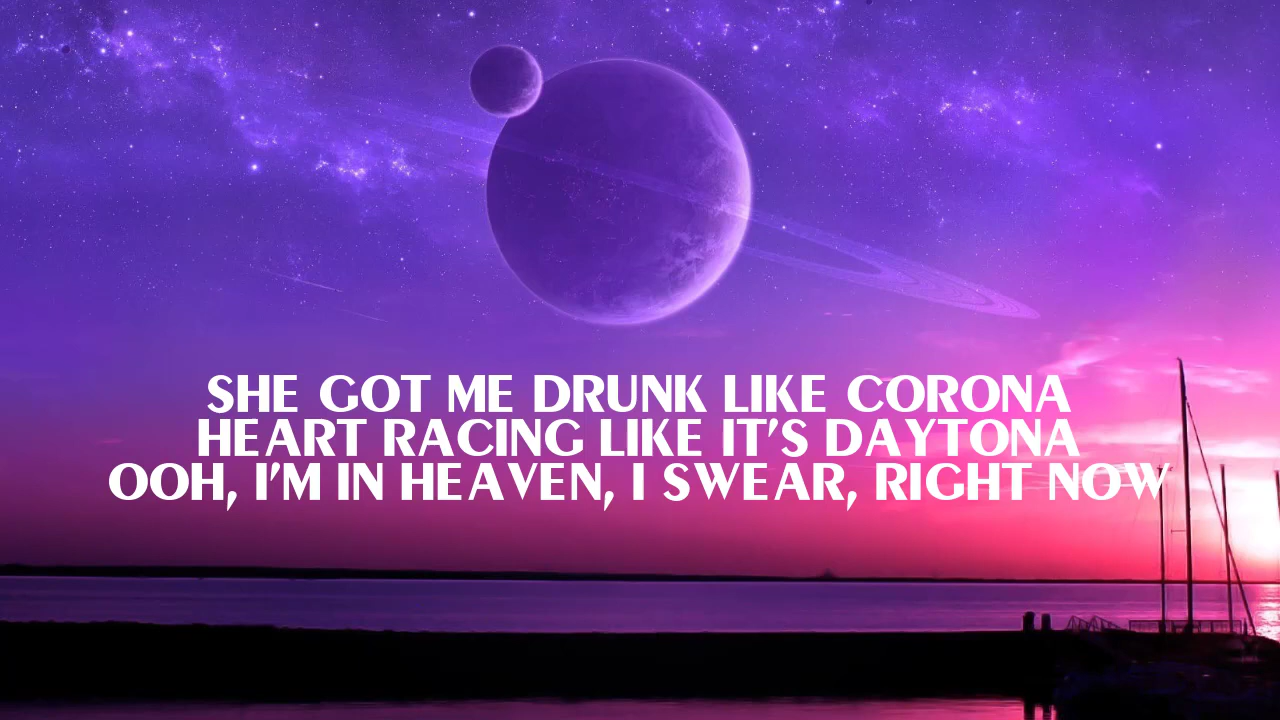 SHE GOT ME DRUNK LIKE CORONA
HEART RACING LIKE IT'S DAYTONA
OOH, I'M IN HEAVEN, I SWEAR, RIGHT NOW